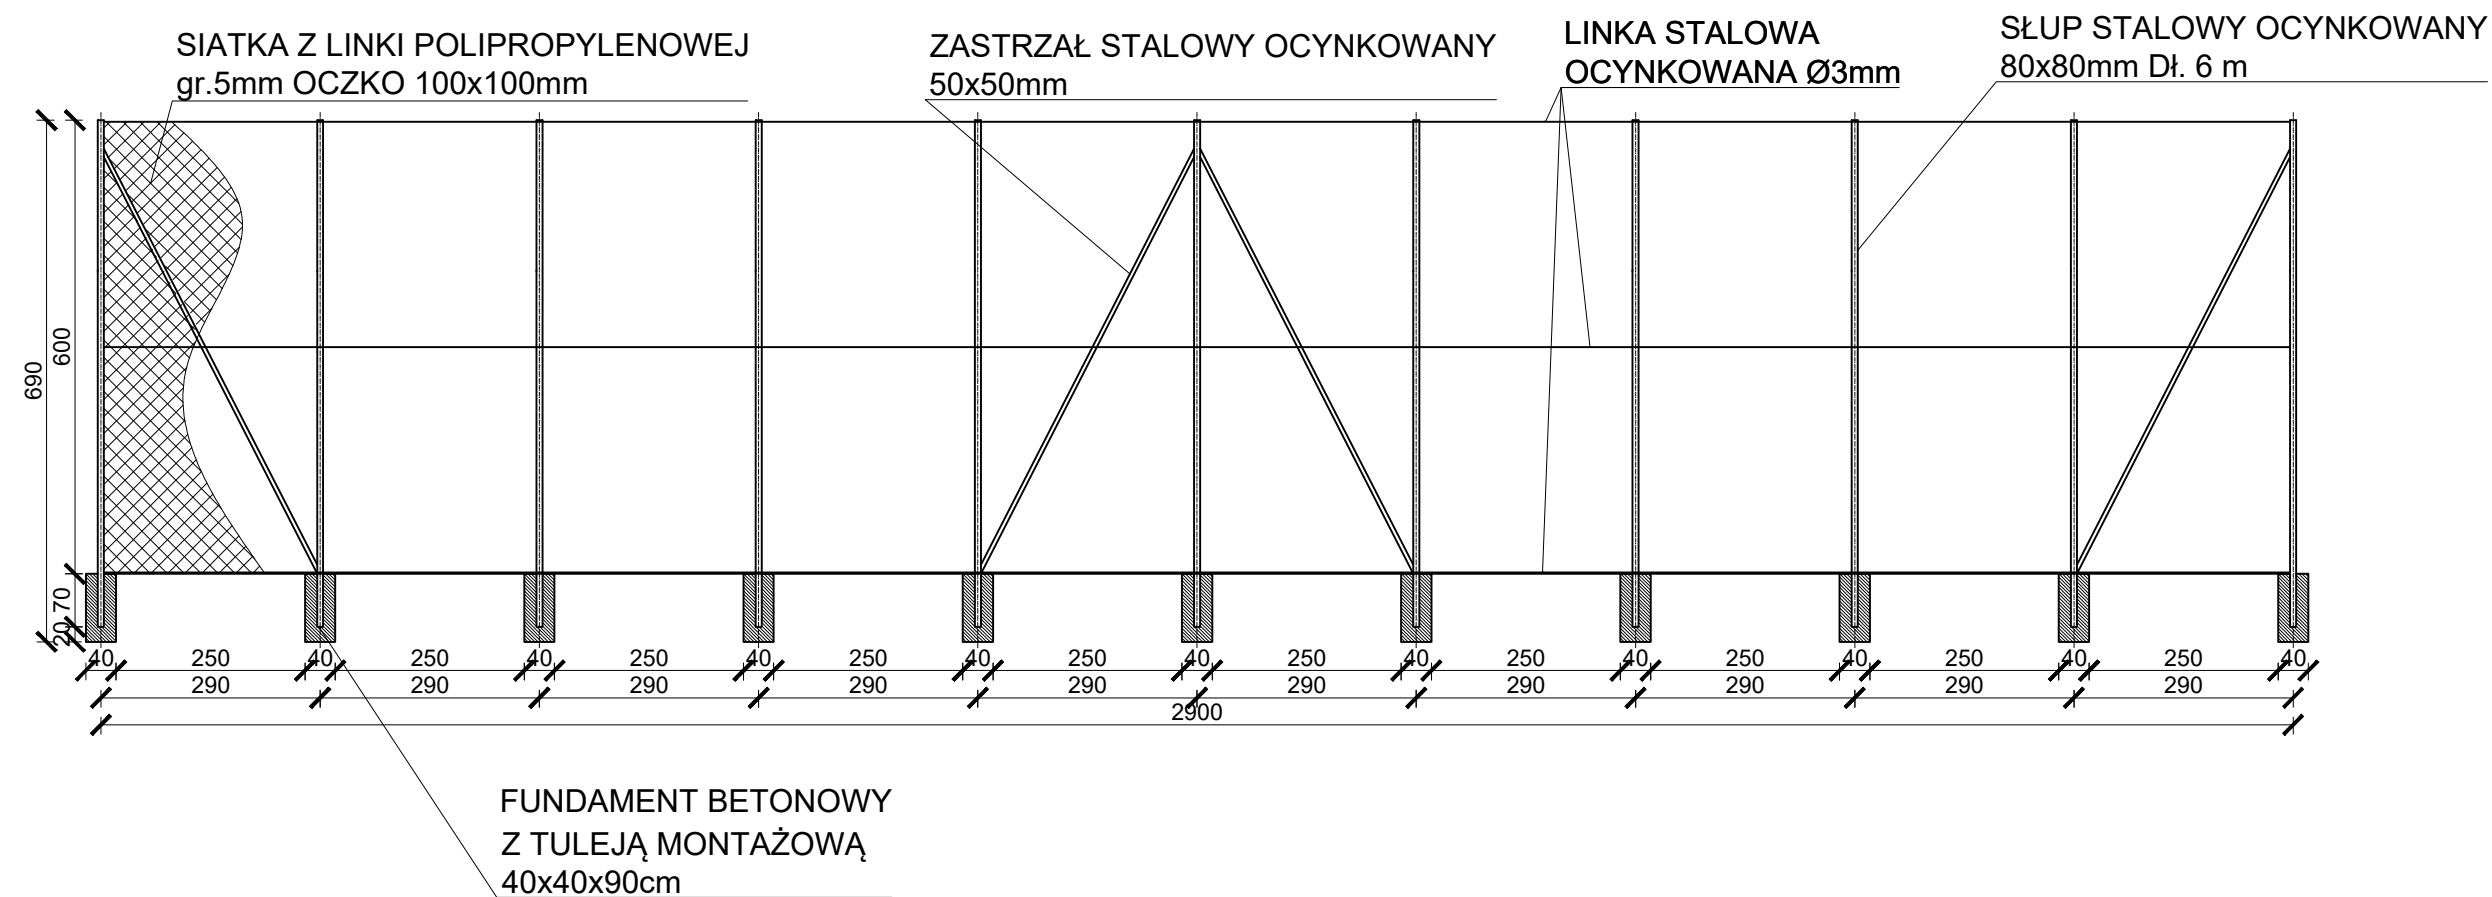 SIATKA Z LINKI POLIPROPYLENOWEJ
gr.5mm OCZKO 100x100mm
ZASTRZAŁ STALOWY OCYNKOWANY
50x50mm
LINKA STALOWA
OCYNKOWANA Ø3mm
SŁUP STALOWY OCYNKOWANY
80x80mm Dł. 6 m
690
600
70
20
40 250 40 250 40 250 40 250 40 250 40 250 40 250 40 250 40 250 40 250 40
290 290 290 290 290 290 290 290 290 290
2900
FUNDAMENT BETONOWY
Z TULEJĄ MONTAŻOWĄ
40x40x90cm